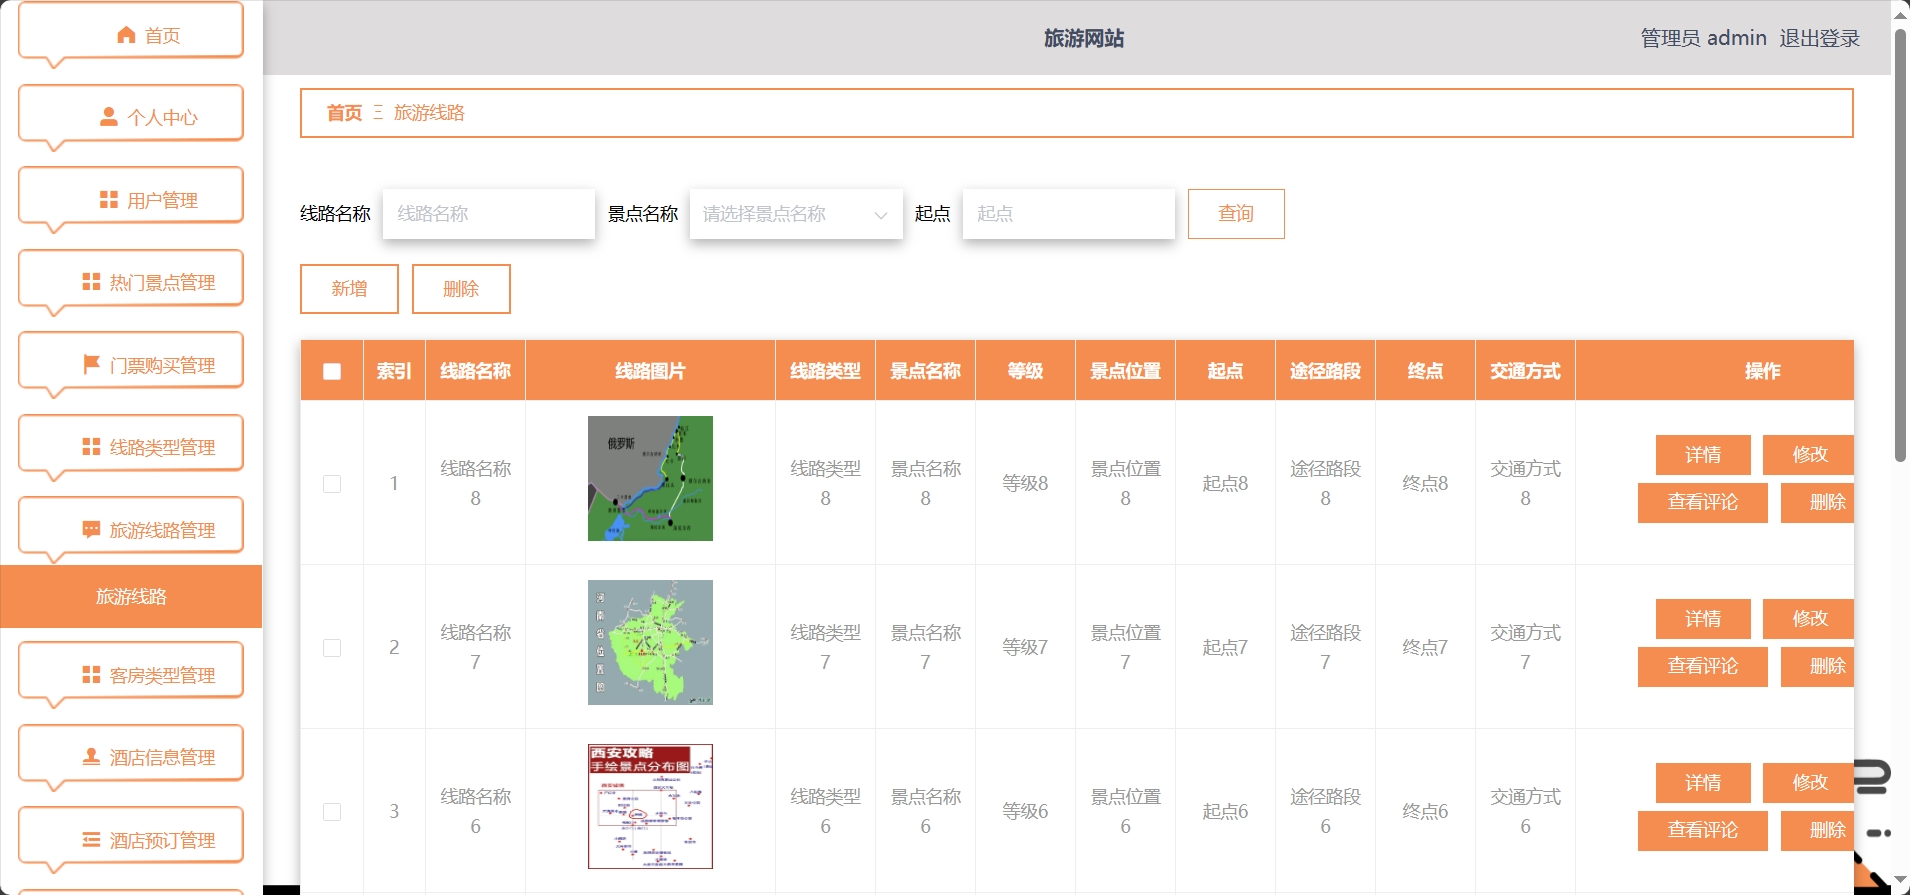 首页
个人中心
用户管理
热门景点管理
门票购买管理
线路类型管理
旅游线路管理
旅游线路
客房类型管理
酒店信息管理
酒店预订管理
旅游网站
管理员 admin 退出登录
首页 Ξ 旅游线路
线路名称 线路名称 景点名称 请选择景点名称 起点 起点 查询
新增 删除
索引 线路名称 线路图片 线路类型 景点名称 等级 景点位置 起点 途径路段 终点 交通方式 操作
1 线路名称8 俄罗斯 线路类型8 景点名称8 等级8 景点位置8 起点8 途径路段8 终点8 交通方式8 详情 修改
查看评论 删除
2 线路名称7 河南省位置图 线路类型7 景点名称7 等级7 景点位置7 起点7 途径路段7 终点7 交通方式7 详情 修改
查看评论 删除
3 线路名称6 西安攻略 手绘景点分布图 线路类型6 景点名称6 等级6 景点位置6 起点6 途径路段6 终点6 交通方式6 详情 修改
查看评论 删除